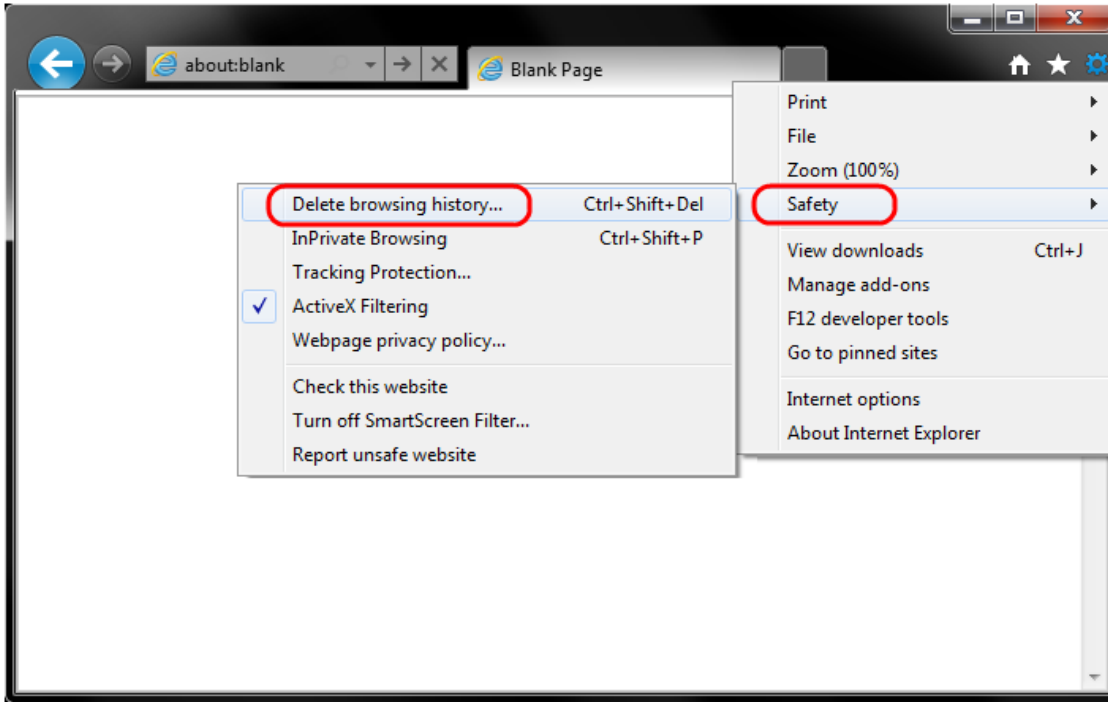 about:blank
Blank Page
Print
File
Zoom (100%)
Safety
View downloads Ctrl+J
Manage add-ons
F12 developer tools
Go to pinned sites
Internet options
About Internet Explorer
Delete browsing history... Ctrl+Shift+Del
InPrivate Browsing Ctrl+Shift+P
Tracking Protection...
ActiveX Filtering
Webpage privacy policy...
Check this website
Turn off SmartScreen Filter...
Report unsafe website